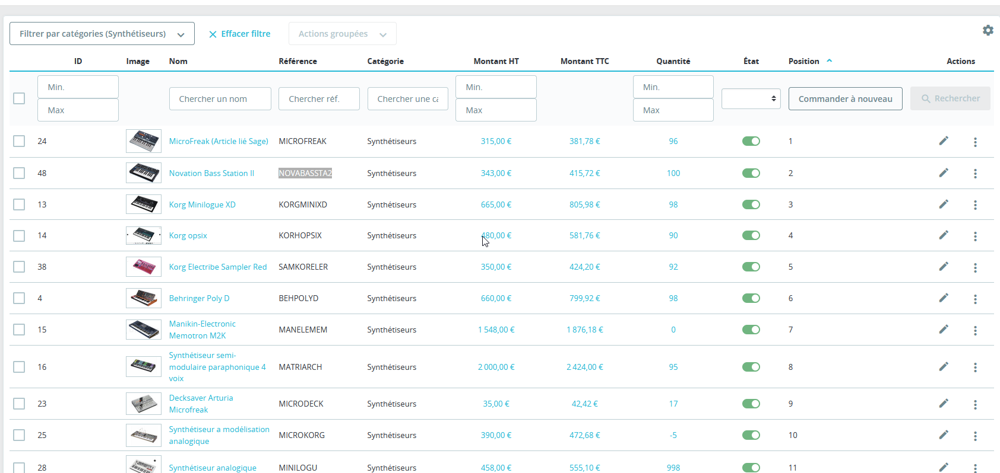 Filtrer par catégories (Synthétiseurs)
Effacer filtre
Actions groupées
ID Image Nom Référence Catégorie Montant HT Montant TTC Quantité État Position Actions
Min. Min. Min.
Chercher un nom Chercher réf. Chercher une ca Commander à nouveau Rechercher
Max Max Max
24 MicroFreak (Article lié Sage) MICROFREAK Synthétiseurs 315,00 € 381,78 € 96 1
48 Novation Bass Station II NOVABASSTA2 Synthétiseurs 343,00 € 415,72 € 100 2
13 Korg Minilogue XD KORGMINIXD Synthétiseurs 665,00 € 805,98 € 98 3
14 Korg opsix KORHOPSIX Synthétiseurs 480,00 € 581,76 € 90 4
38 Korg Electribe Sampler Red SAMKORELER Synthétiseurs 350,00 € 424,20 € 92 5
4 Behringer Poly D BEHPOLYD Synthétiseurs 660,00 € 799,92 € 98 6
15 Manikin-Electronic
Memotron M2K MANELEMEM Synthétiseurs 1 548,00 € 1 876,18 € 0 7
16 Synthétiseur semi-
modulaire paraphonique 4
voix MATRIARCH Synthétiseurs 2 000,00 € 2 424,00 € 95 8
23 Decksaver Arturia
Microfreak MICRODECK Synthétiseurs 35,00 € 42,42 € 17 9
25 Synthétiseur a modélisation
analogique MICROKORG Synthétiseurs 390,00 € 472,68 € -5 10
28 Synthétiseur analogique MINILOGU Synthétiseurs 458,00 € 555,10 € 998 11